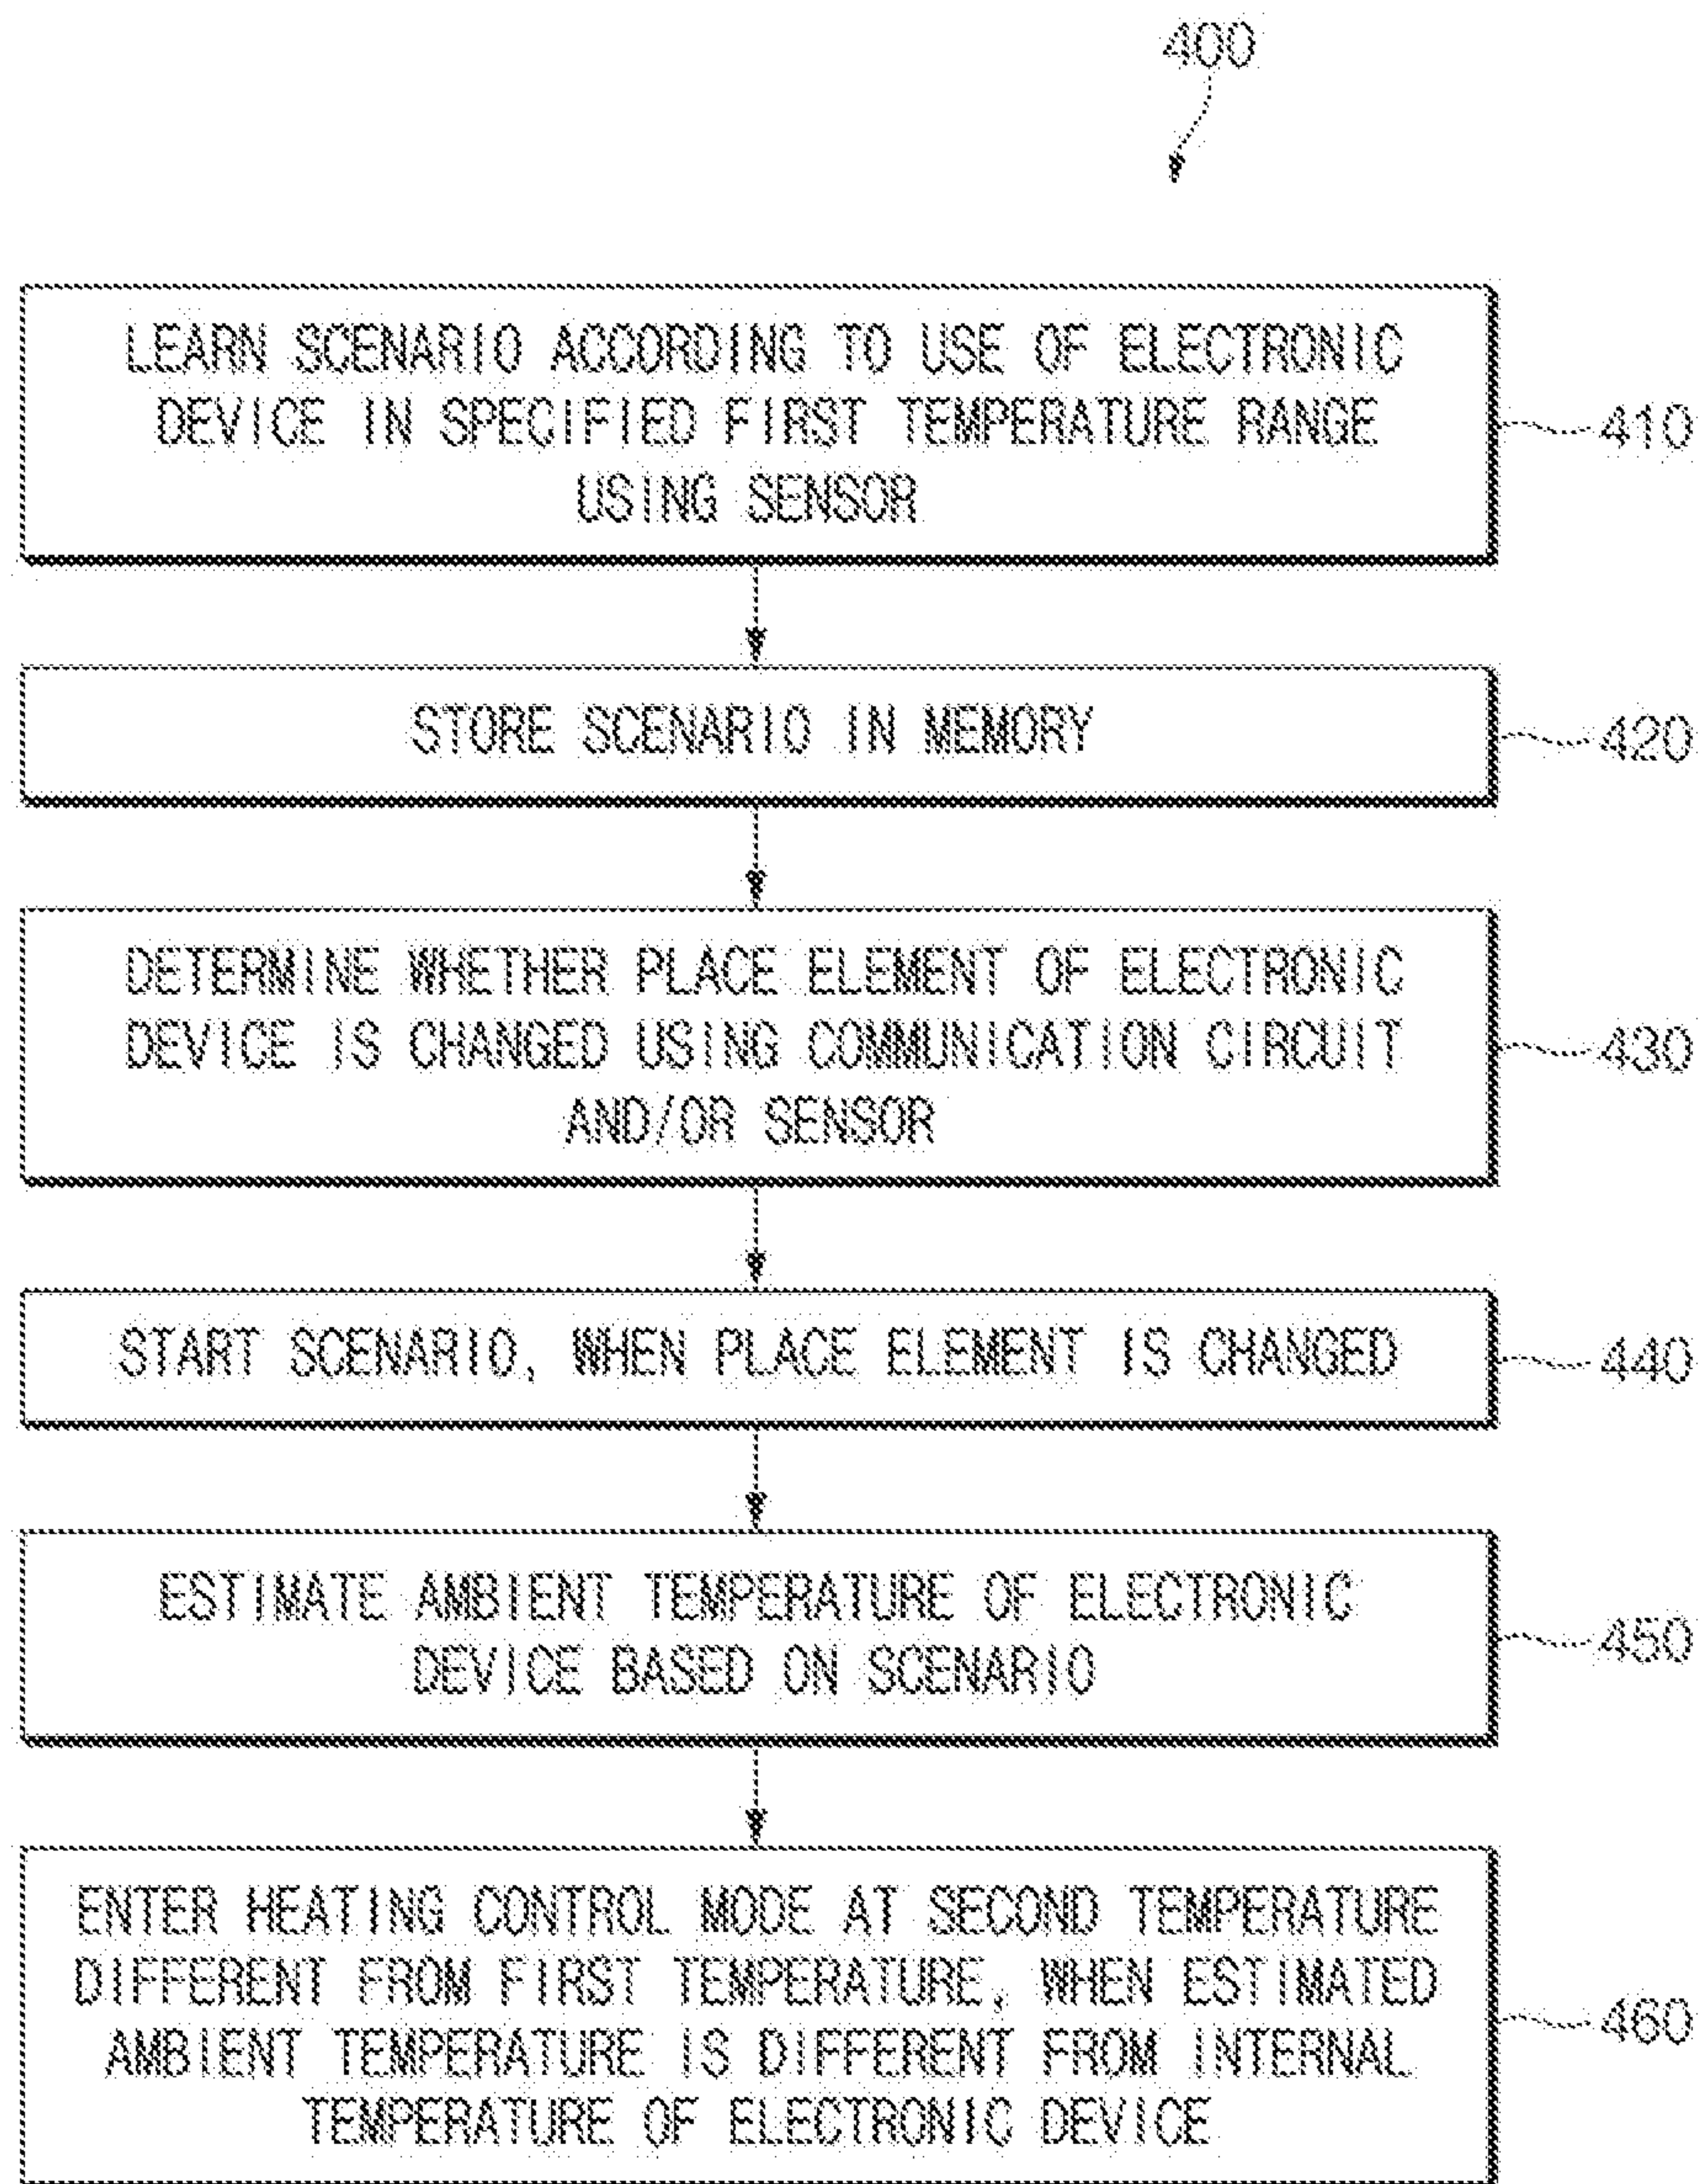 400
LEARN SCENARIO ACCORDING TO USE OF ELECTRONIC
DEVICE IN SPECIFIED FIRST TEMPERATURE RANGE
USING SENSOR
410
STORE SCENARIO IN MEMORY
420
DETERMINE WHETHER PLACE ELEMENT OF ELECTRONIC
DEVICE IS CHANGED USING COMMUNICATION CIRCUIT
AND/OR SENSOR
430
START SCENARIO, WHEN PLACE ELEMENT IS CHANGED
440
ESTIMATE AMBIENT TEMPERATURE OF ELECTRONIC
DEVICE BASED ON SCENARIO
450
ENTER HEATING CONTROL MODE AT SECOND TEMPERATURE
DIFFERENT FROM FIRST TEMPERATURE, WHEN ESTIMATED
AMBIENT TEMPERATURE IS DIFFERENT FROM INTERNAL
TEMPERATURE OF ELECTRONIC DEVICE
460